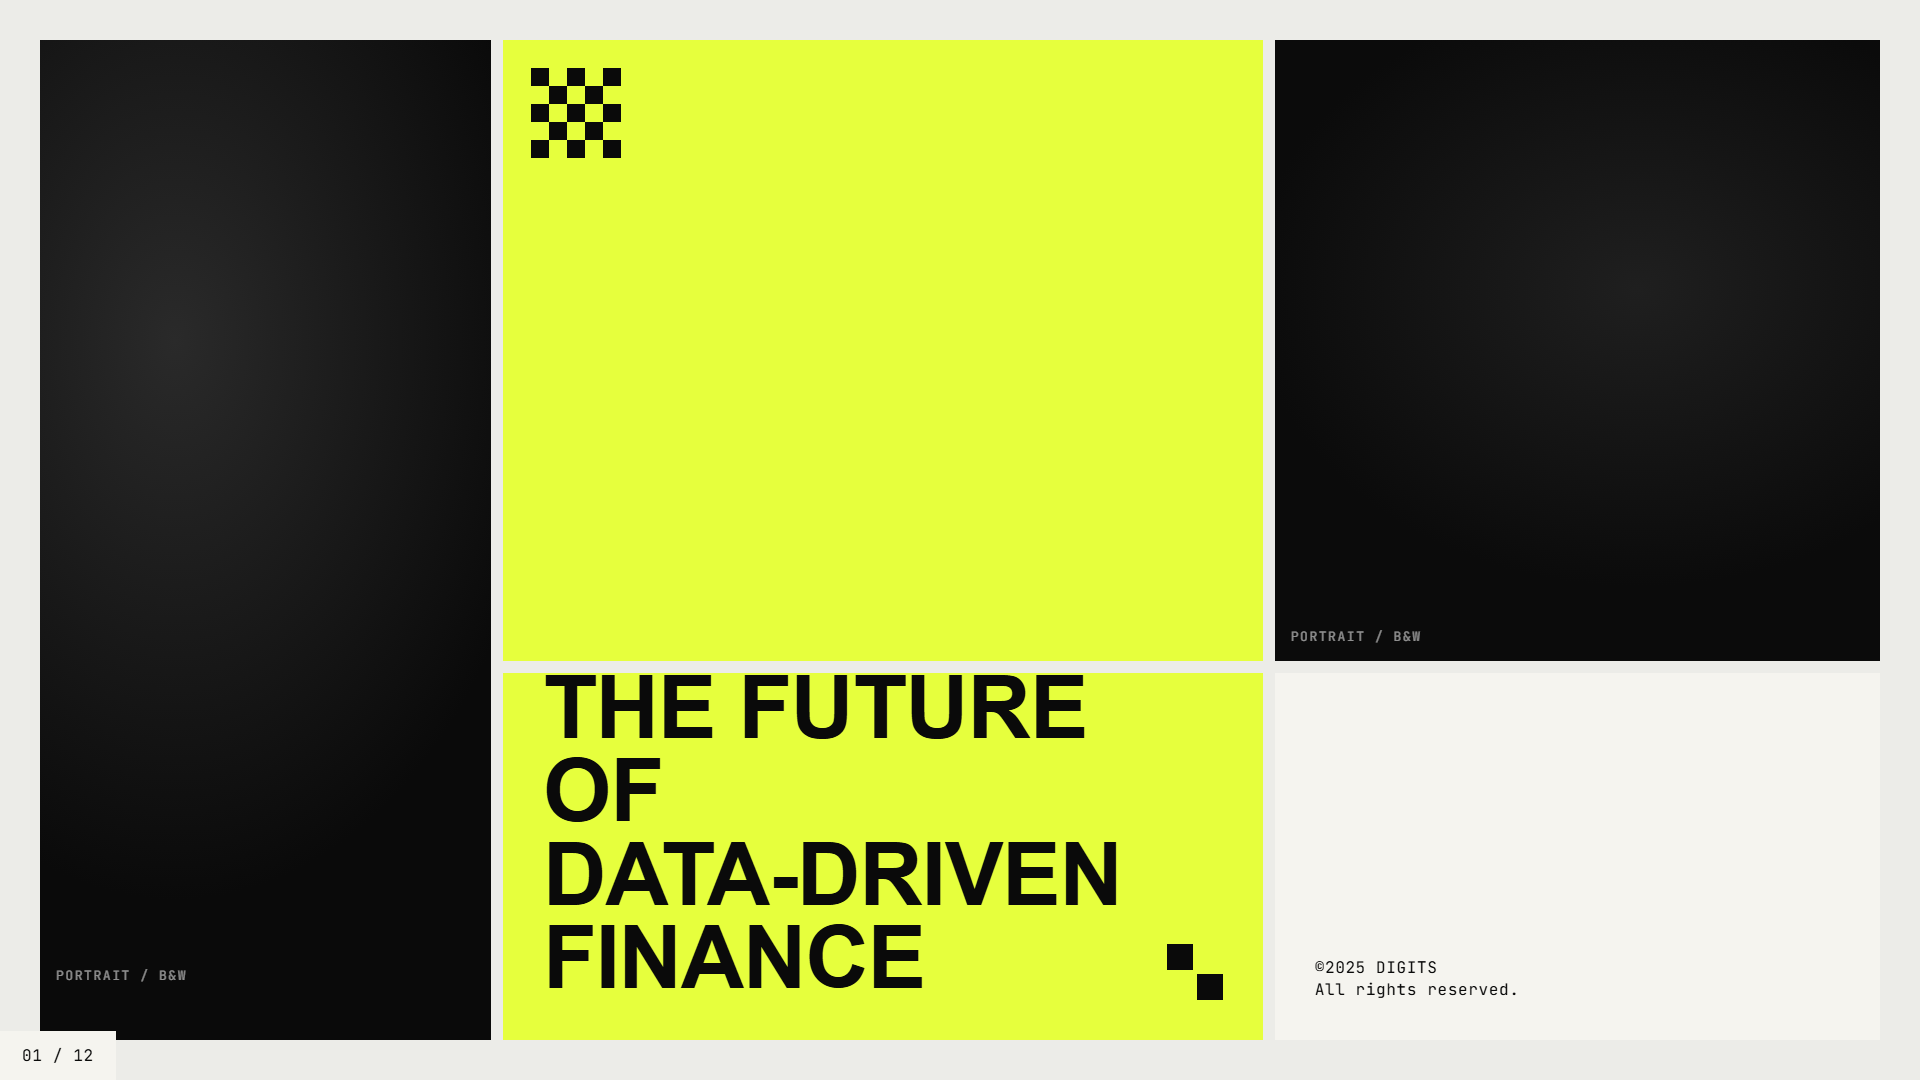 PORTRAIT / B&W
THE FUTURE
OF
DATA-DRIVEN
FINANCE
PORTRAIT / B&W
©2025 DIGITS
All rights reserved.
01 / 12